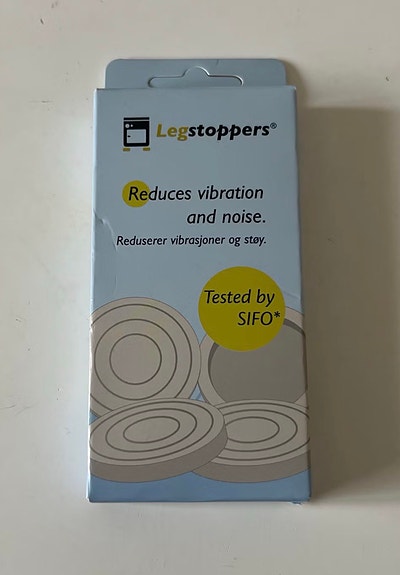 Legstoppers®
Reduces vibration
and noise.
Reduserer vibrasjoner og støy.
Tested by
SIFO*